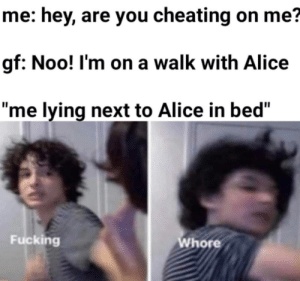 me: hey, are you cheating on me?
gf: Noo! I'm on a walk with Alice
"me lying next to Alice in bed"
Fucking
Whore